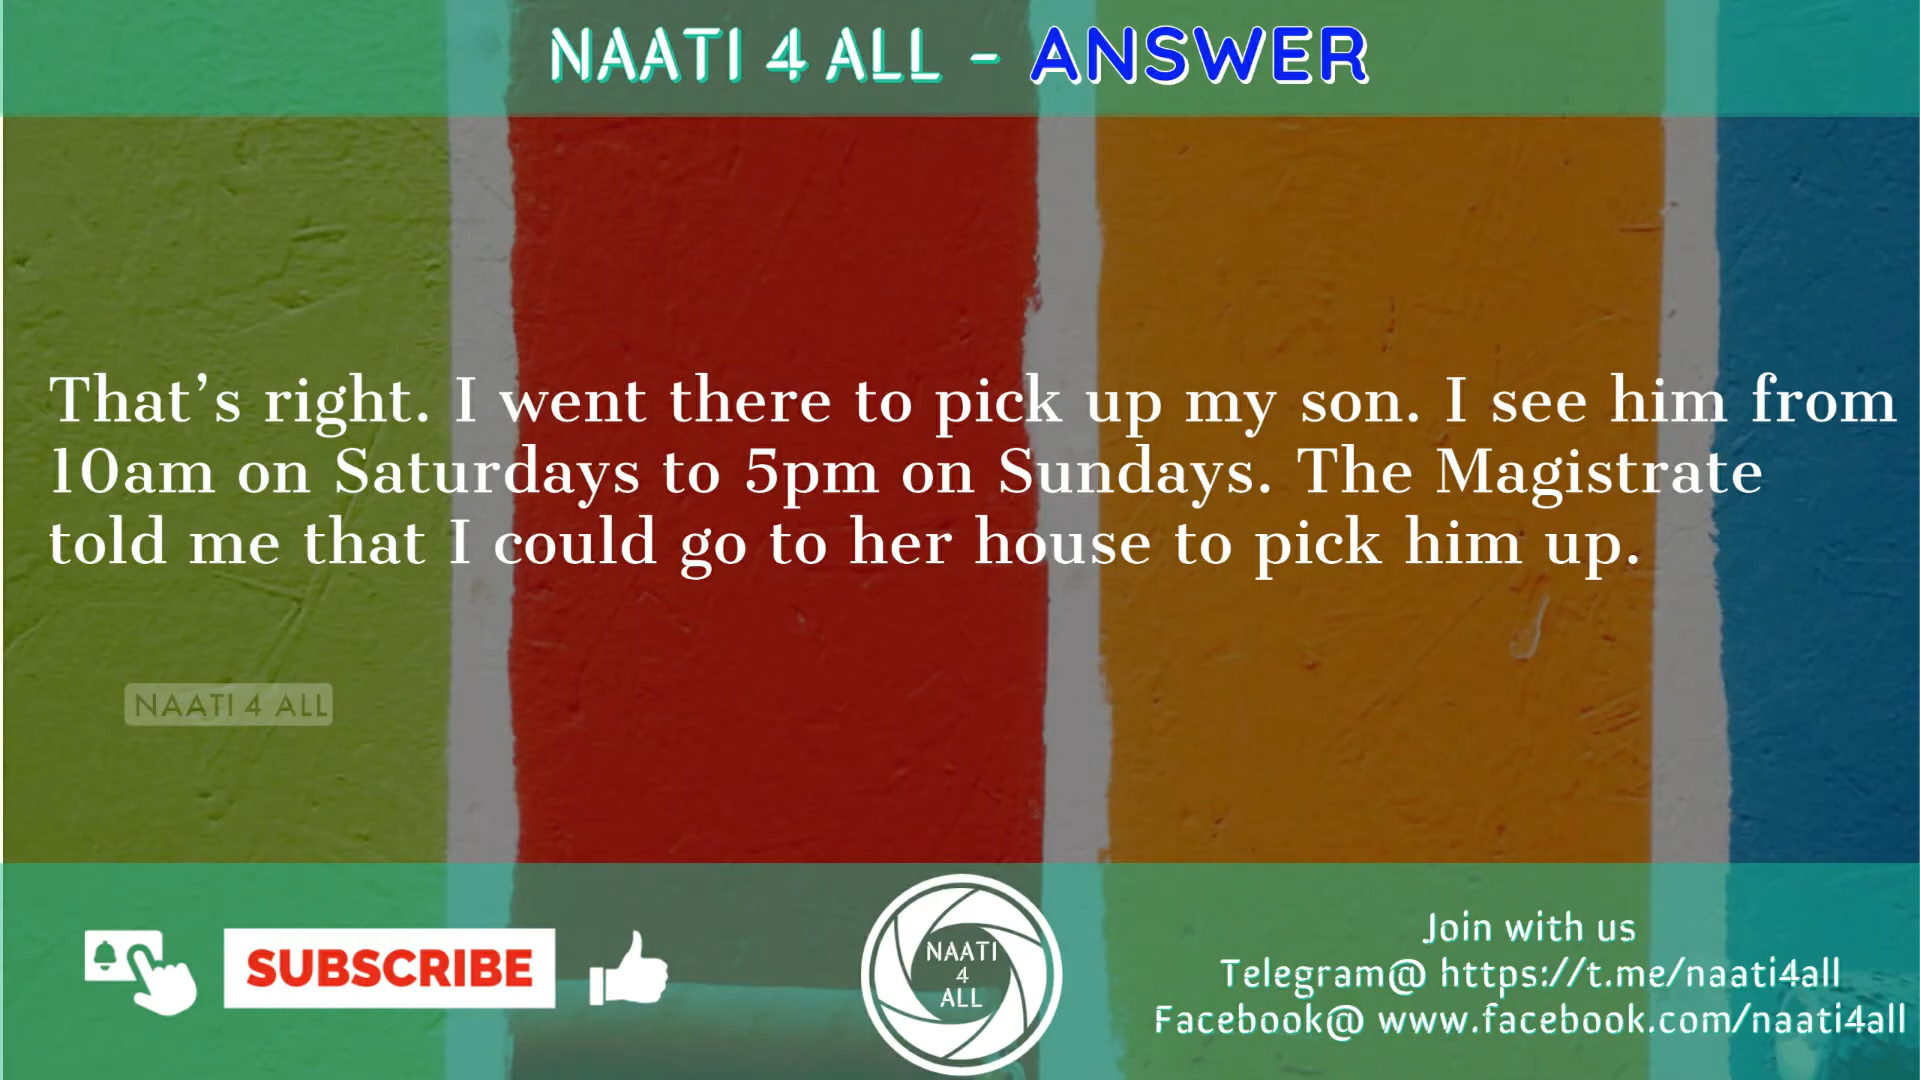 NAATI 4 ALL - ANSWER
That’s right. I went there to pick up my son. I see him from
10am on Saturdays to 5pm on Sundays. The Magistrate
told me that I could go to her house to pick him up.
NAATI 4 ALL
SUBSCRIBE
NAATI
4
ALL
Join with us
Telegram@ https://t.me/naati4all
Facebook@ www.facebook.com/naati4all